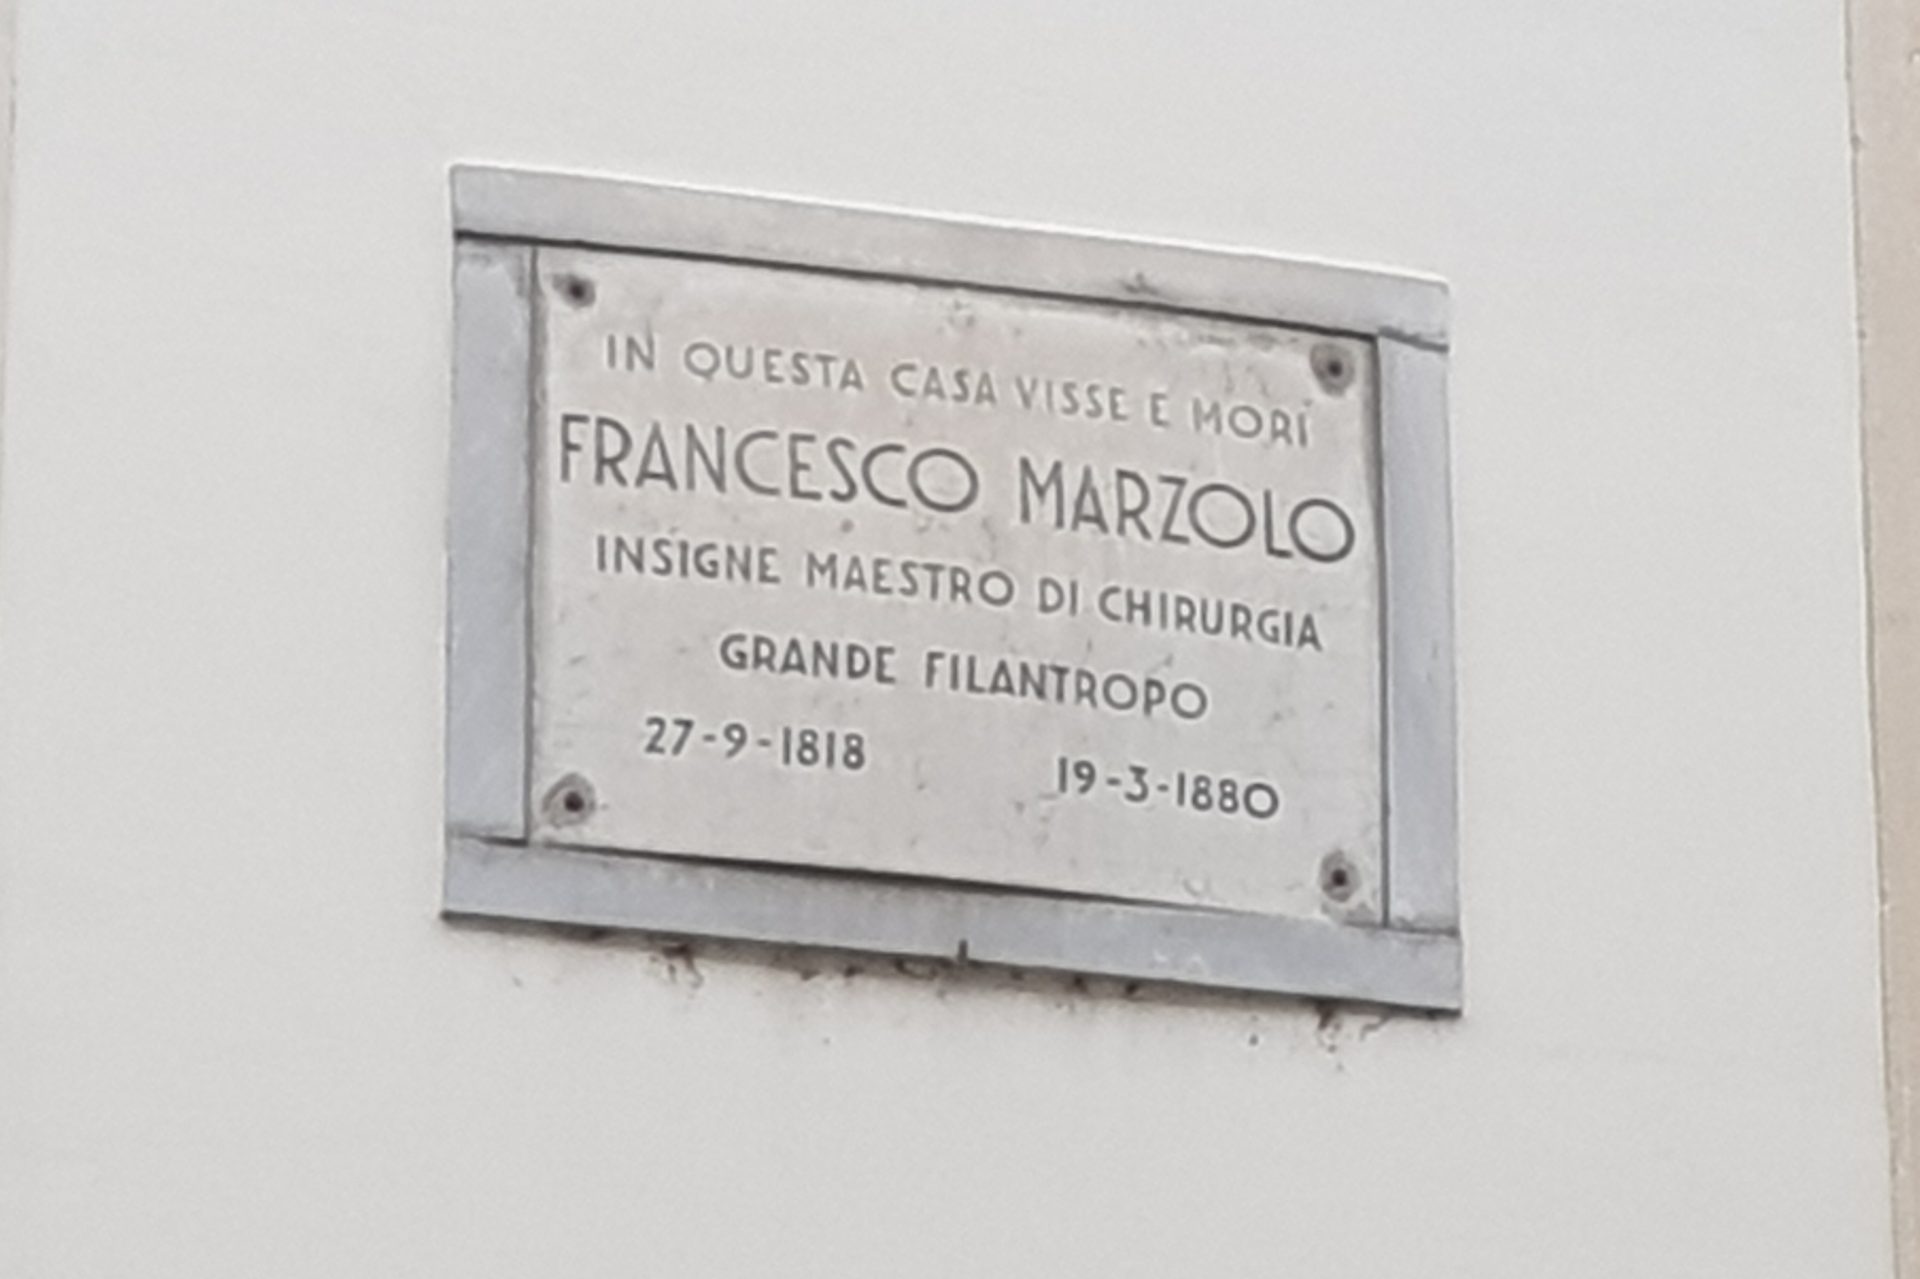 IN QUESTA CASA VISSE E MORÌ
FRANCESCO MARZOLO
INSIGNE MAESTRO DI CHIRURGIA
GRANDE FILANTROPO
27-9-1818 19-3-1880